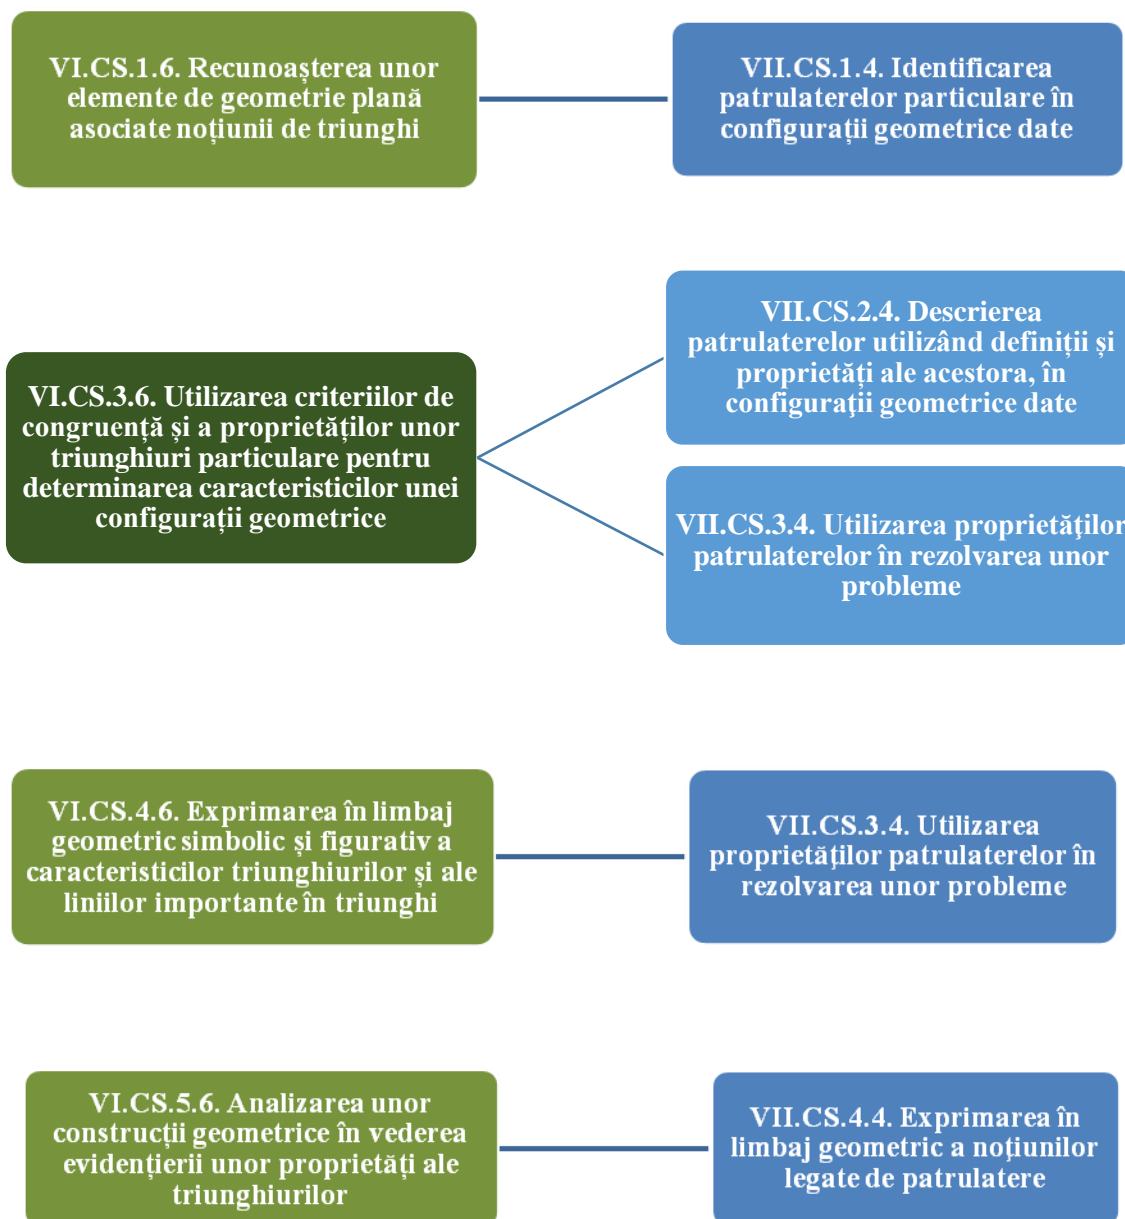 VI.CS.1.6. Recunoașterea unor
elemente de geometrie plană
asociate noțiunii de triunghi
VII.CS.1.4. Identificarea
patrulaterelor particulare în
configurații geometrice date
VI.CS.3.6. Utilizarea criteriilor de
congruență și a proprietăților unor
triunghiuri particulare pentru
determinarea caracteristicilor unei
configurații geometrice
VII.CS.2.4. Descrierea
patrulaterelor utilizând definiții și
proprietăți ale acestora, în
configuraţii geometrice date
VII.CS.3.4. Utilizarea proprietăţilor
patrulaterelor în rezolvarea unor
probleme
VI.CS.4.6. Exprimarea în limbaj
geometric simbolic și figurativ a
caracteristicilor triunghiurilor și ale
liniilor importante în triunghi
VII.CS.3.4. Utilizarea
proprietăţilor patrulaterelor în
rezolvarea unor probleme
VI.CS.5.6. Analizarea unor
construcții geometrice în vederea
evidențierii unor proprietăți ale
triunghiurilor
VII.CS.4.4. Exprimarea în
limbaj geometric a noţiunilor
legate de patrulatere